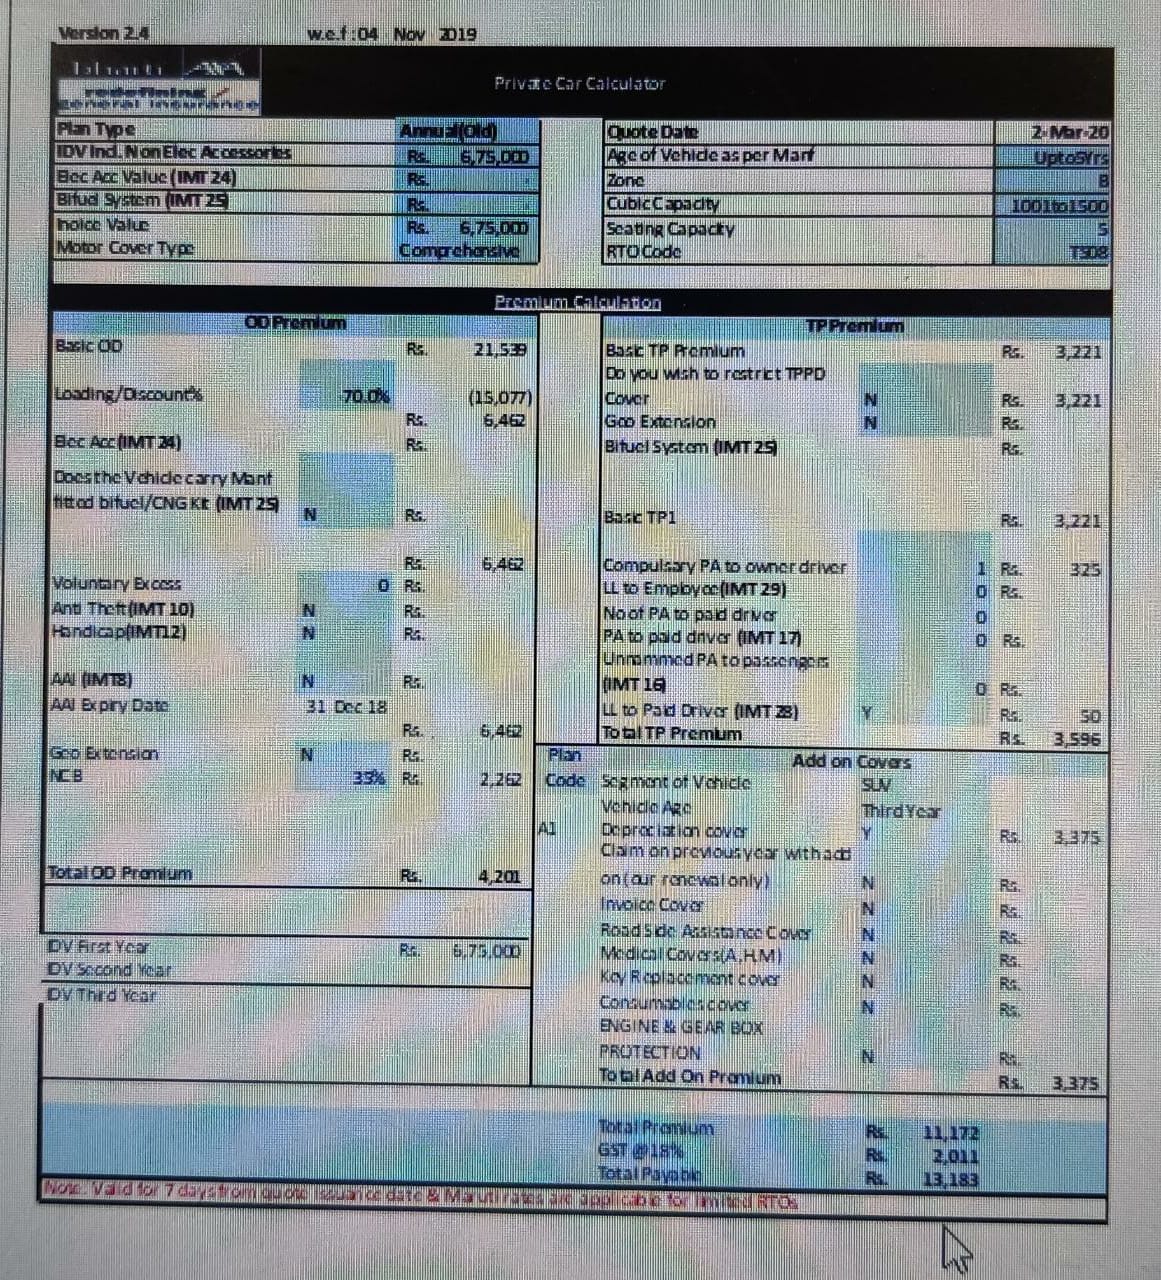 Version 2.4 w.e.f :04 Nov 2019
redefining
general insurance
Private Car Calculator
Plan Type Annual(Old)
IDV Incl. Non Elec Accessories Rs. 6,75,000
Elec Acc Value (IMT 24) Rs. -
Bifuel System (IMT 25) Rs. -
Inoice Value Rs. 6,75,000
Motor Cover Type Comprehensive
Quote Date 2-Mar-20
Age of Vehicle as per Manf Upto5Yrs
Zone B
Cubic Capacity 1001to1500
Seating Capacity 5
RTO Code TS08
Premium Calculation
OD Premium
Basic OD Rs. 21,539
Loading/Discount% -70.0% (15,077)
Rs. 6,462
Elec Acc (IMT 24) Rs.
Does the Vehicle carry Manf
fitted bifuel/CNG Kit (IMT 25) N Rs.
Rs. 6,462
Voluntary Excess 0 Rs.
Anti Theft (IMT 10) N Rs.
Handicap(IMT12) N Rs.
AAI (IMT8) N Rs.
AAI Expiry Date 31 Dec 18
Rs. 6,462
Geo Extension N Rs.
NCB 35% Rs. 2,262
Total OD Premium Rs. 4,201
IDV First Year Rs. 6,75,000
IDV Second Year
IDV Third Year
TP Premium
Basic TP Premium Rs. 3,221
Do you wish to restrict TPPD
Cover N Rs. 3,221
Geo Extension N Rs.
Bifuel System (IMT 25) Rs.
Basic TP1 Rs. 3,221
Compulsary PA to owner driver 1 Rs. 325
LL to Employee(IMT 29) 0 Rs.
No of PA to paid driver 0
PA to paid driver (IMT 17) 0 Rs.
Unnammed PA to passengers
(IMT 16) 0 Rs.
LL to Paid Driver (IMT 28) Y Rs. 50
Total TP Premium Rs. 3,596
Plan
Code
Add on Covers
Segment of Vehicle SUV
Vehicle Age Third Year
A1 Depreciation cover Y Rs. 3,375
Claim on previous year with add
on (our renewal only) N Rs.
Invoice Cover N Rs.
Road Side Assistance Cover N Rs.
Medical Covers(A.H.M) N Rs.
Key Replacement cover N Rs.
Consumables cover N Rs.
ENGINE & GEAR BOX
PROTECTION N Rs.
Total Add On Premium Rs. 3,375
Total Premium Rs. 11,172
GST @18% Rs. 2,011
Total Payable Rs. 13,183
Note: Valid for 7 days from quote issuance date & Maruti rates are applicable for limited RTOs